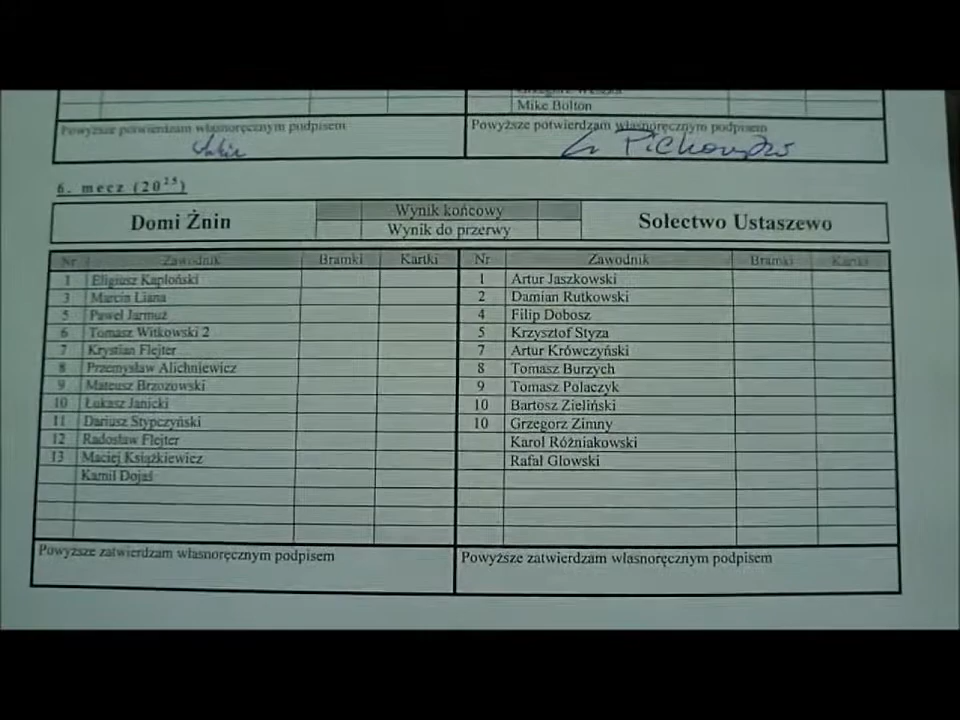 Mike Bolton
Powyższe potwierdzam własnoręcznym podpisem Powyższe potwierdzam własnoręcznym podpisem
6. mecz (20²⁵)
Domi Żnin Wynik końcowy Sołectwo Ustaszewo
Wynik do przerwy
Nr Zawodnik Bramki Kartki Nr Zawodnik Bramki Kartki
1 Eligiusz Kaploński 1 Artur Jaszkowski
3 Marcin Liana 2 Damian Rutkowski
5 Paweł Jarmuż 4 Filip Dobosz
6 Tomasz Witkowski 2 5 Krzysztof Styza
7 Krystian Flejter 7 Artur Krówczyński
8 Przemysław Alichniewicz 8 Tomasz Burzych
9 Mateusz Brzozowski 9 Tomasz Polaczyk
10 Łukasz Janicki 10 Bartosz Zieliński
11 Dariusz Stypczyński 10 Grzegorz Zimny
12 Radosław Flejter Karol Różniakowski
13 Maciej Książkiewicz Rafał Glowski
Kamil Dojaś
Powyższe zatwierdzam własnoręcznym podpisem Powyższe zatwierdzam własnoręcznym podpisem